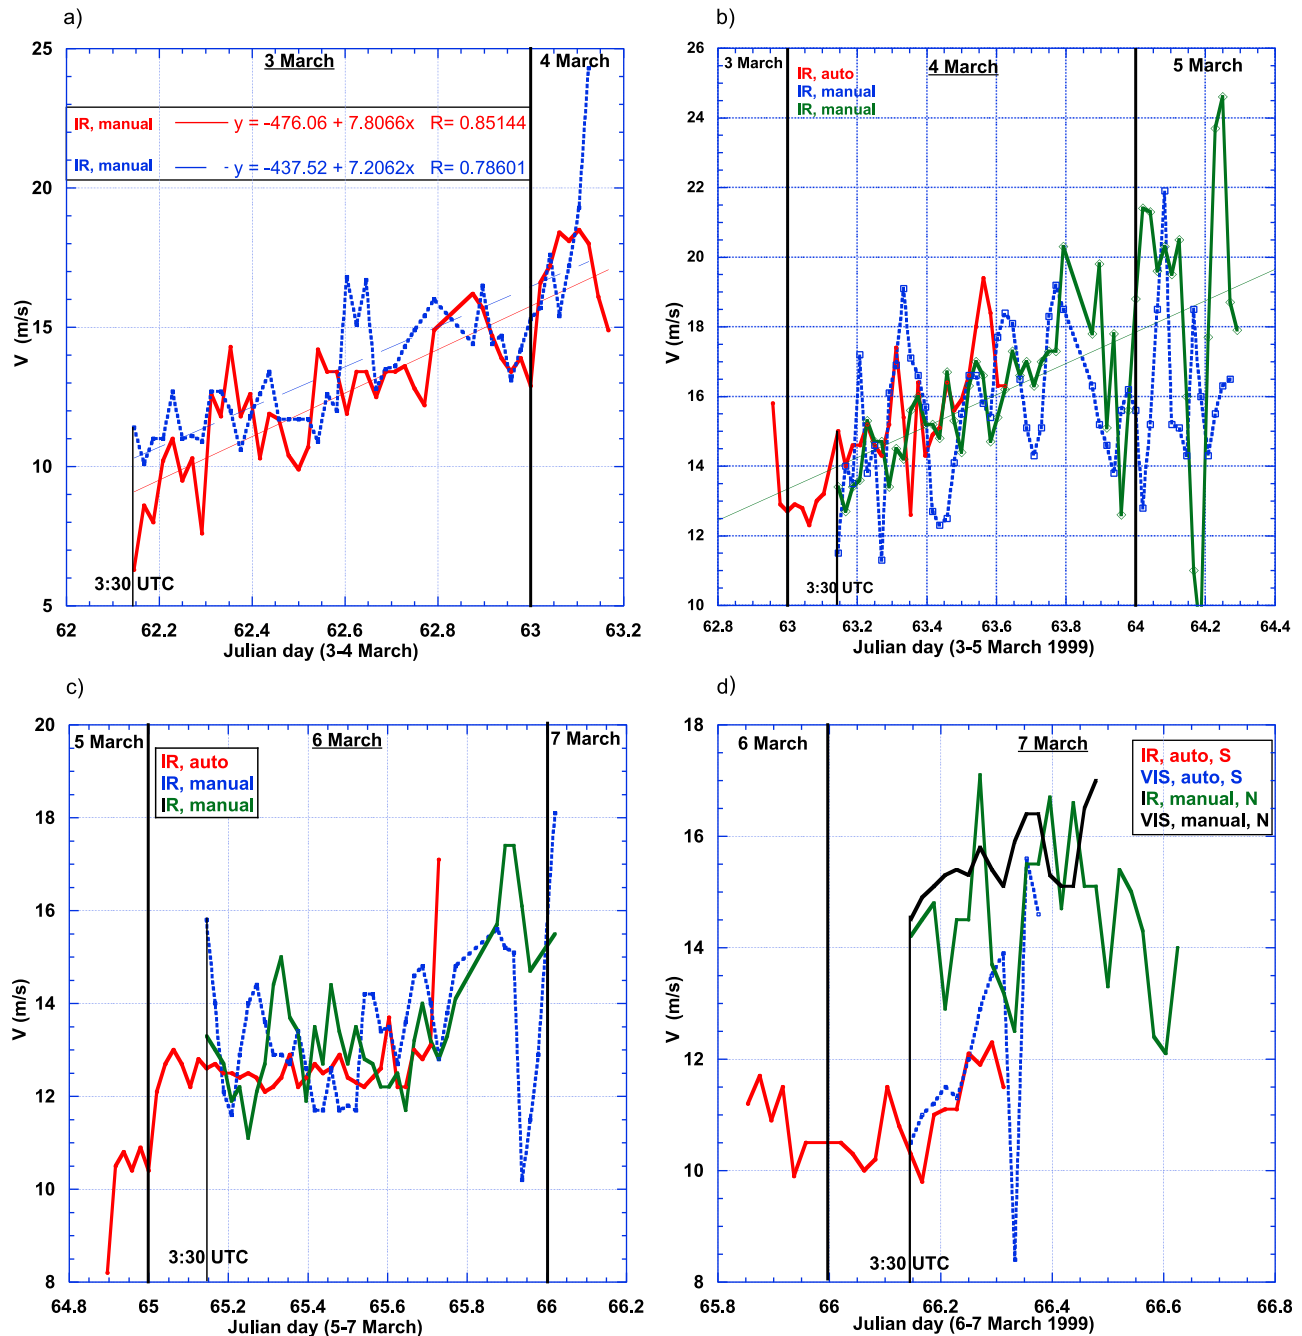 a)
3 March
4 March
IR, manual y = -476.06 + 7.8066x R= 0.85144
IR, manual y = -437.52 + 7.2062x R= 0.78601
25
20
15
10
5
V (m/s)
3:30 UTC
62 62.2 62.4 62.6 62.8 63 63.2
Julian day (3-4 March)
b)
3 March
4 March
5 March
IR, auto
IR, manual
IR, manual
26
24
22
20
18
16
14
12
10
V (m/s)
3:30 UTC
62.8 63 63.2 63.4 63.6 63.8 64 64.2 64.4
Julian day (3-5 March 1999)
c)
5 March
6 March
7 March
IR, auto
IR, manual
IR, manual
20
18
16
14
12
10
8
V (m/s)
3:30 UTC
64.8 65 65.2 65.4 65.6 65.8 66 66.2
Julian day (5-7 March)
d)
6 March
7 March
IR, auto, S
VIS, auto, S
IR, manual, N
VIS, manual, N
18
16
14
12
10
8
V (m/s)
3:30 UTC
65.8 66 66.2 66.4 66.6 66.8
Julian day (6-7 March 1999)